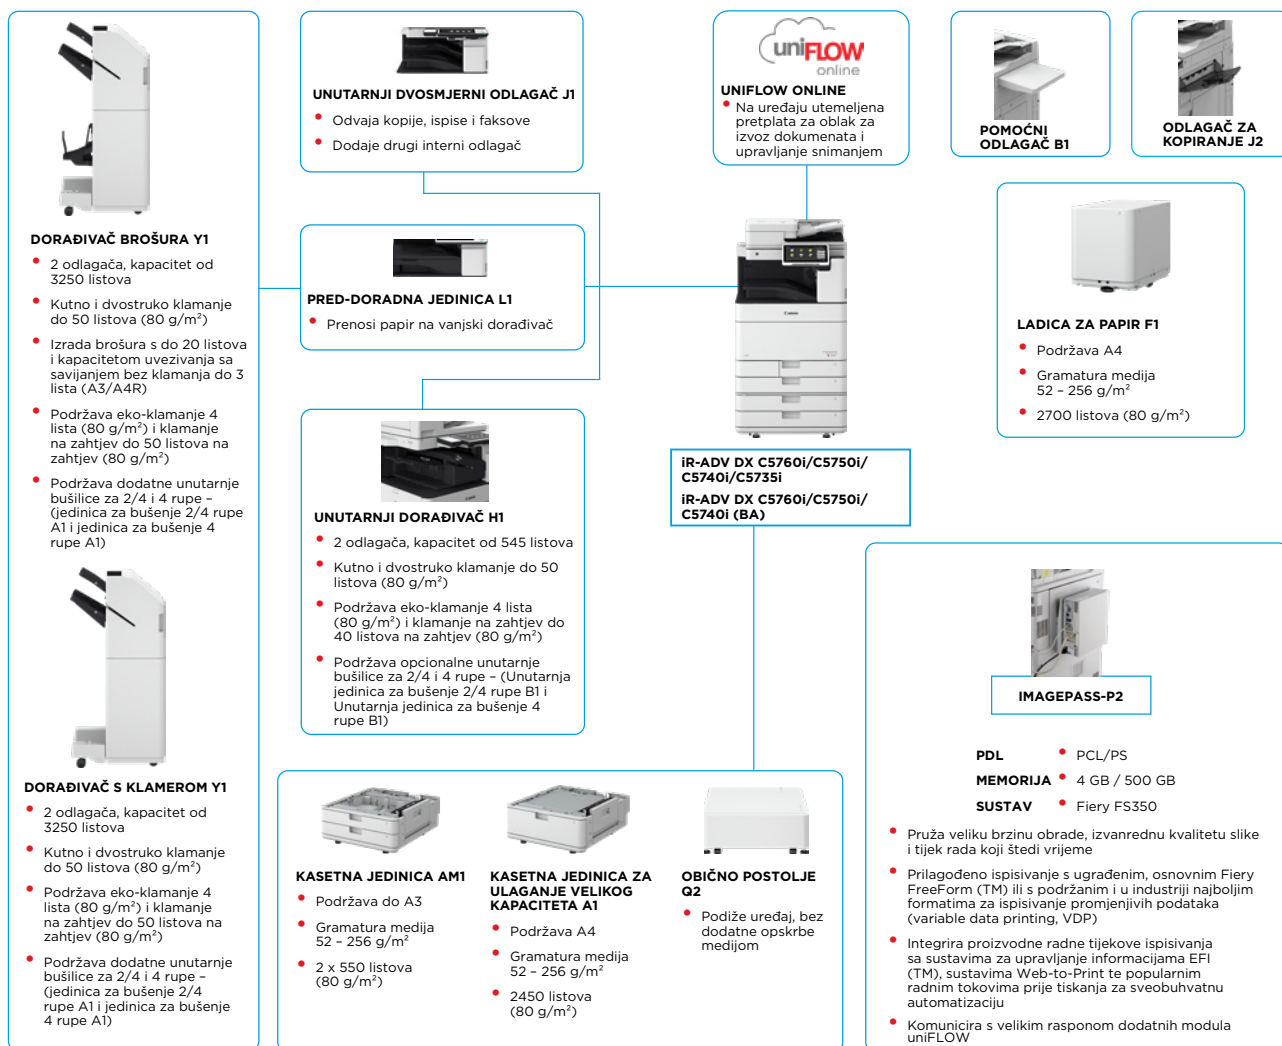 DORAĐIVAČ BROŠURA Y1
2 odlagača, kapacitet od
3250 listova
Kutno i dvostruko klamanje
do 50 listova (80 g/m²)
Izrada brošura s do 20 listova
i kapacitetom uvezivanja sa
savijanjem bez klamanja do 3
lista (A3/A4R)
Podržava eko-klamanje 4
lista (80 g/m²) i klamanje
na zahtjev do 50 listova na
zahtjev (80 g/m²)
Podržava dodatne unutarnje
bušilice za 2/4 i 4 rupe –
(jedinica za bušenje 2/4 rupe
A1 i jedinica za bušenje 4
rupe A1)
DORAĐIVAČ S KLAMEROM Y1
2 odlagača, kapacitet od
3250 listova
Kutno i dvostruko klamanje
do 50 listova (80 g/m²)
Podržava eko-klamanje 4
lista (80 g/m²) i klamanje
na zahtjev do 50 listova na
zahtjev (80 g/m²)
Podržava dodatne unutarnje
bušilice za 2/4 i 4 rupe –
(jedinica za bušenje 2/4
rupe A1 i jedinica za bušenje
4 rupe A1)
UNUTARNJI DVOSMJERNI ODLAGAČ J1
Odvaja kopije, ispise i faksove
Dodaje drugi interni odlagač
PRED-DORADNA JEDINICA L1
Prenosi papir na vanjski dorađivač
UNUTARNJI DORAĐIVAČ H1
2 odlagača, kapacitet od 545 listova
Kutno i dvostruko klamanje do 50
listova (80 g/m²)
Podržava eko-klamanje 4 lista
(80 g/m²) i klamanje na zahtjev do
40 listova na zahtjev (80 g/m²)
Podržava opcionalne unutarnje
bušilice za 2/4 i 4 rupe – (Unutarnja
jedinica za bušenje 2/4 rupe B1 i
Unutarnja jedinica za bušenje 4
rupe B1)
uniFLOW
online
UNIFLOW ONLINE
Na uređaju utemeljena
pretplata za oblak za
izvoz dokumenata i
upravljanje snimanjem
Canon
iR-ADV DX C5760i/C5750i/
C5740i/C5735i
iR-ADV DX C5760i/C5750i/
C5740i (BA)
POMOĆNI
ODLAGAČ B1
ODLAGAČ ZA
KOPIRANJE J2
LADICA ZA PAPIR F1
Podržava A4
Gramatura medija
52 – 256 g/m²
2700 listova (80 g/m²)
KASETNA JEDINICA AM1
Podržava do A3
Gramatura medija
52 – 256 g/m²
2 x 550 listova
(80 g/m²)
KASETNA JEDINICA ZA
ULAGANJE VELIKOG
KAPACITETA A1
Podržava A4
Gramatura medija
52 – 256 g/m²
2450 listova
(80 g/m²)
OBIČNO POSTOLJE
Q2
Podiže uređaj, bez
dodatne opskrbe
medijom
IMAGEPASS-P2
PDL • PCL/PS
MEMORIJA • 4 GB / 500 GB
SUSTAV • Fiery FS350
Pruža veliku brzinu obrade, izvanrednu kvalitetu slike
i tijek rada koji štedi vrijeme
Prilagođeno ispisivanje s ugrađenim, osnovnim Fiery
FreeForm (TM) ili s podržanim i u industriji najboljim
formatima za ispisivanje promjenjivih podataka
(variable data printing, VDP)
Integrira proizvodne radne tijekove ispisivanja
sa sustavima za upravljanje informacijama EFI
(TM), sustavima Web-to-Print te popularnim
radnim tokovima prije tiskanja za sveobuhvatnu
automatizaciju
Komunicira s velikim rasponom dodatnih modula
uniFLOW